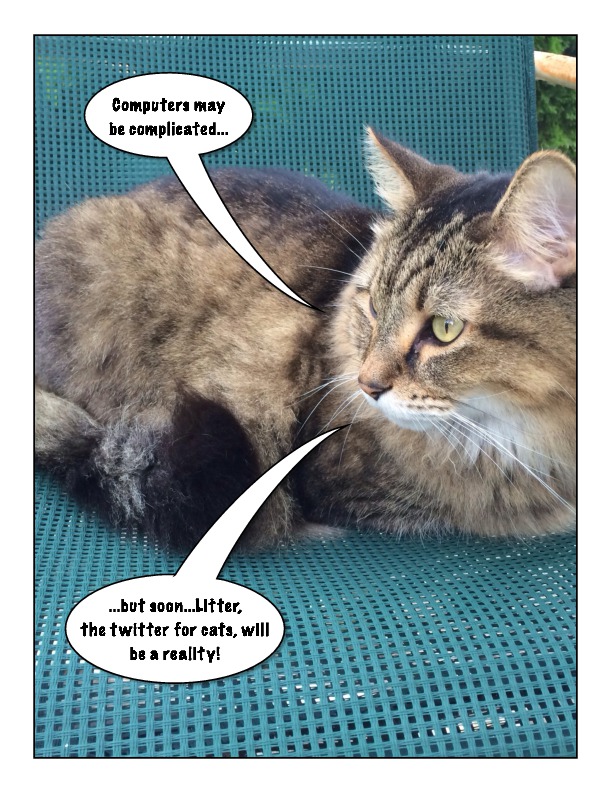 Computers may
be complicated...
...but soon...Litter,
the twitter for cats, will
be a reality!